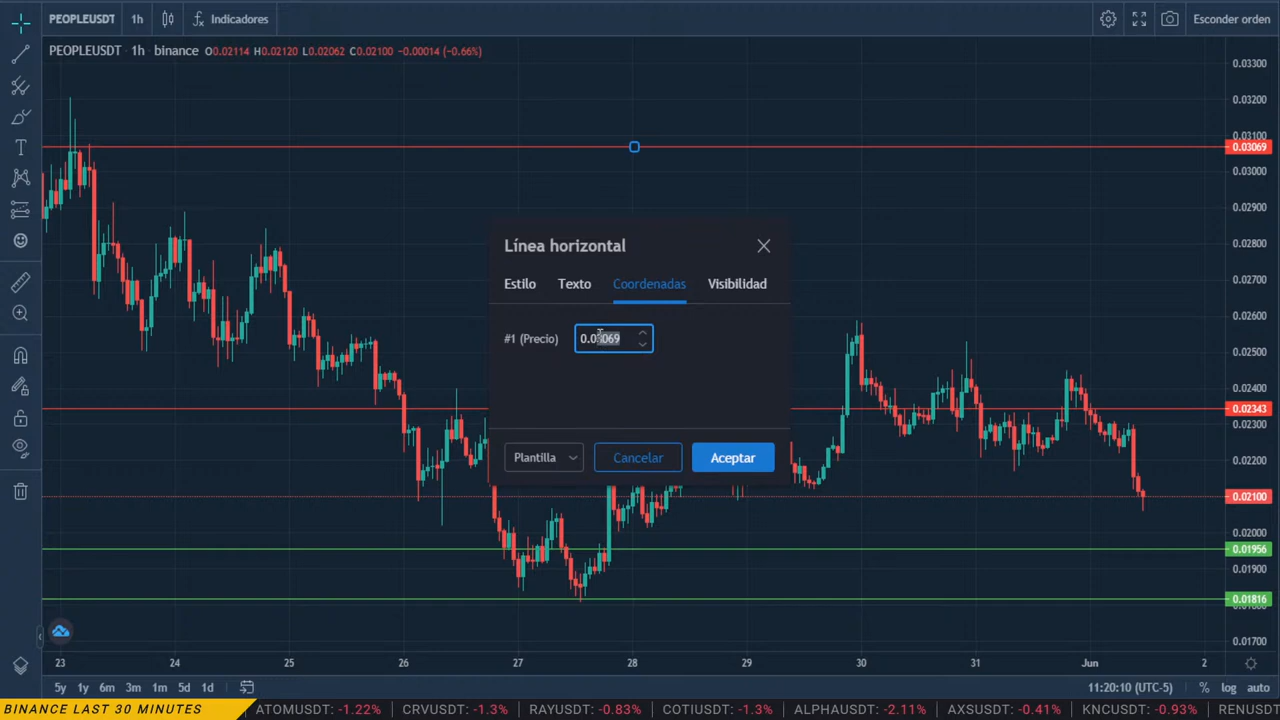 PEOPLEUSDT 1h Indicadores Esconder orden
PEOPLEUSDT · 1h · binance O0.02114 H0.02120 L0.02062 C0.02100 -0.00014 (-0.66%)
0.03300
0.03200
0.03100
0.03069
0.03000
0.02900
0.02800
0.02700
0.02500
0.02400
0.02343
0.02300
0.02200
0.02100
0.02000
0.01956
0.01900
0.01816
0.01700
Línea horizontal
Estilo Texto Coordenadas Visibilidad
#1 (Precio) 0.03069
Plantilla Cancelar Aceptar
23 24 25 26 27 28 29 30 31 Jun 2
5y 1y 6m 3m 1m 5d 1d 11:20:10 (UTC-5) % log auto
BINANCE LAST 30 MINUTES ATOMUSDT -1.22% CRVUSDT -1.3% RAYUSDT -0.83% COTIUSDT -1.3% ALPHAUSDT -2.11% AXSUSDT -0.41% KNCUSDT -0.93% RENUSDT